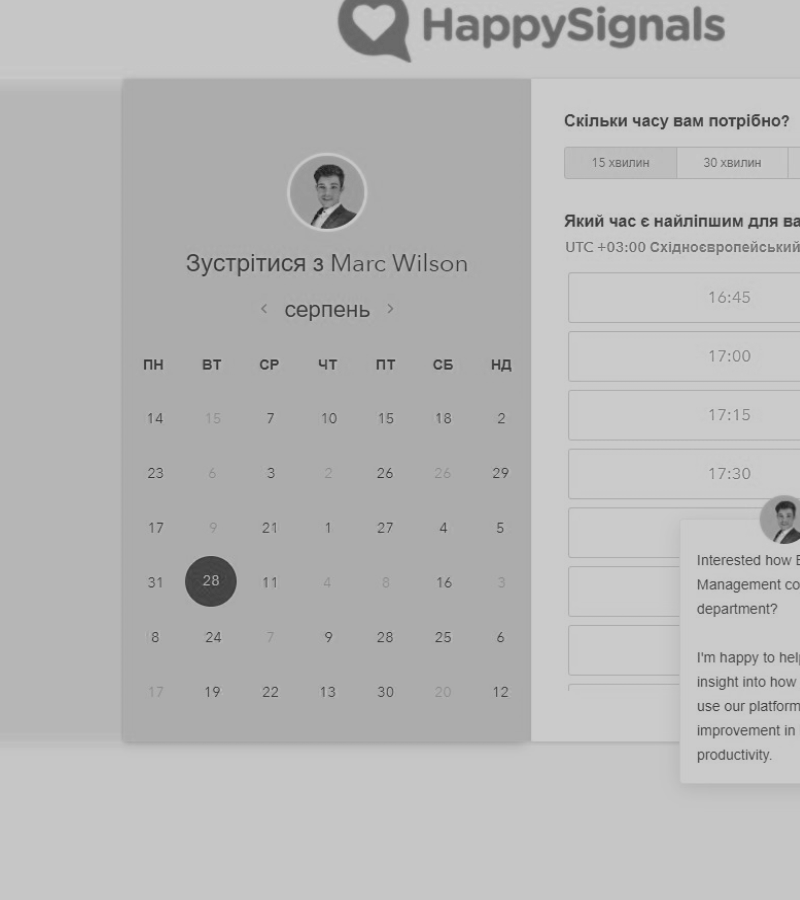 HappySignals
Зустрітися з Marc Wilson
‹ серпень ›
ПН ВТ СР ЧТ ПТ СБ НД
14 15 7 10 15 18 2
23 6 3 2 26 26 29
17 9 21 1 27 4 5
31 28 11 4 8 16 3
8 24 7 9 28 25 6
17 19 22 13 30 20 12
Скільки часу вам потрібно?
15 хвилин 30 хвилин
Який час є найліпшим для ва
UTC +03:00 Східноєвропейський
16:45
17:00
17:15
17:30
Interested how E
Management co
department?
I'm happy to help
insight into how
use our platform
improvement in
productivity.